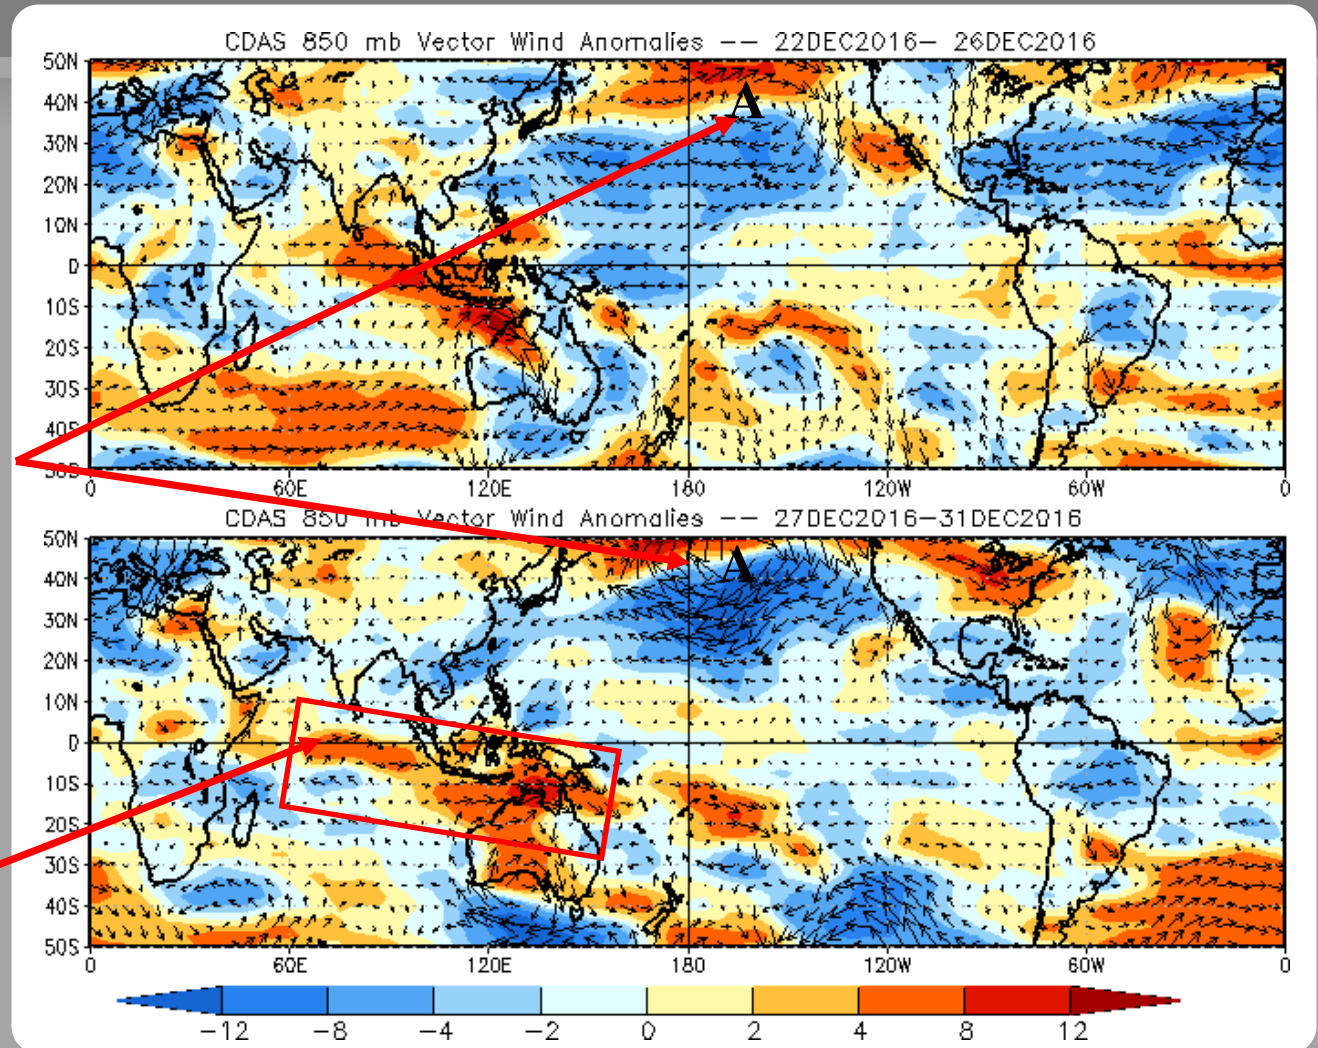 CDAS 850 mb Vector Wind Anomalies -- 22DEC2016- 26DEC2016
50N
A
40N
30N
20N
10N
0
10S
20S
30S
40S
50S
0 60E 120E 180 120W 60W 0
CDAS 850 mb Vector Wind Anomalies -- 27DEC2016-31DEC2016
50N
A
40N
30N
20N
10N
0
10S
20S
30S
40S
50S
0 60E 120E 180 120W 60W 0
-12 -8 -4 -2 0 2 4 8 12